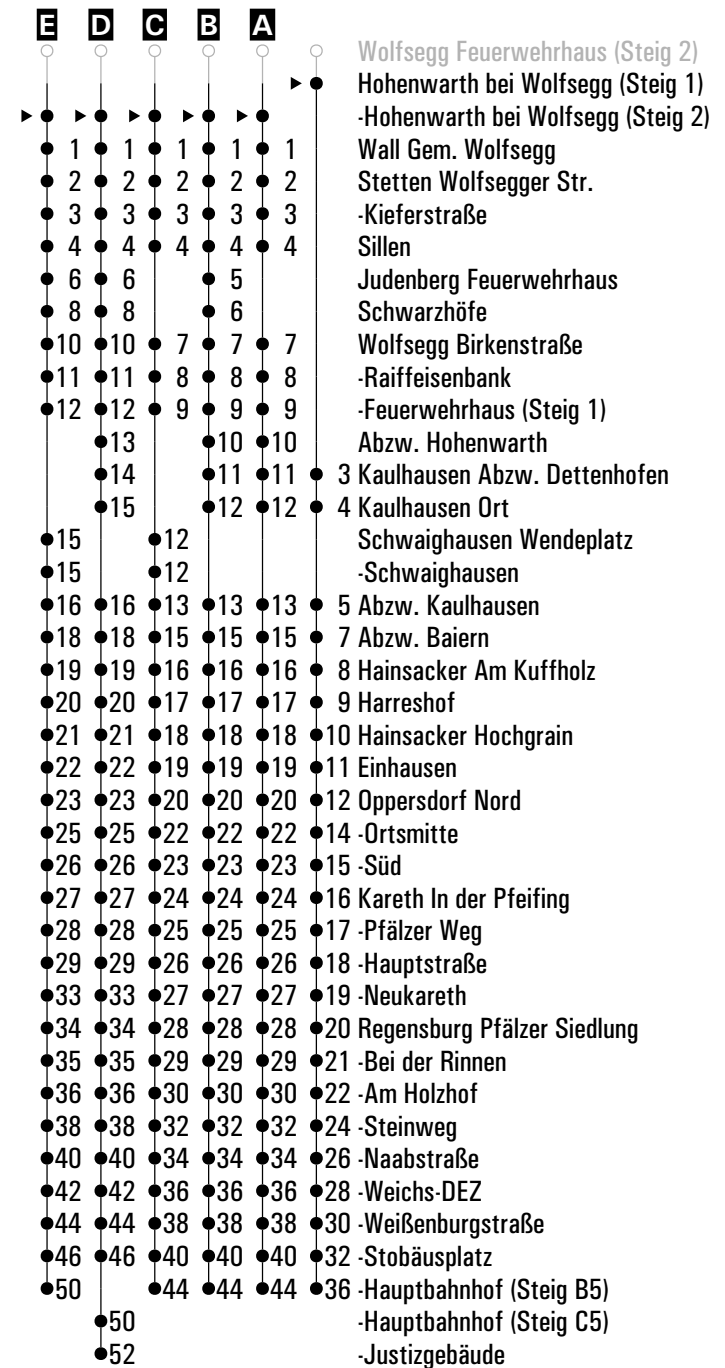 E D C B A
Wolfsegg Feuerwehrhaus (Steig 2)
Hohenwarth bei Wolfsegg (Steig 1)
-Hohenwarth bei Wolfsegg (Steig 2)
1 1 1 1 1 Wall Gem. Wolfsegg
2 2 2 2 2 Stetten Wolfsegger Str.
3 3 3 3 3 -Kieferstraße
4 4 4 4 4 Sillen
6 6 5 Judenberg Feuerwehrhaus
8 8 6 Schwarzhöfe
10 10 7 7 7 Wolfsegg Birkenstraße
11 11 8 8 8 -Raiffeisenbank
12 12 9 9 9 -Feuerwehrhaus (Steig 1)
13 10 10 Abzw. Hohenwarth
14 11 11 3 Kaulhausen Abzw. Dettenhofen
15 12 12 4 Kaulhausen Ort
15 12 Schwaighausen Wendeplatz
15 12 -Schwaighausen
16 16 13 13 13 5 Abzw. Kaulhausen
18 18 15 15 15 7 Abzw. Baiern
19 19 16 16 16 8 Hainsacker Am Kuffholz
20 20 17 17 17 9 Harreshof
21 21 18 18 18 10 Hainsacker Hochgrain
22 22 19 19 19 11 Einhausen
23 23 20 20 20 12 Oppersdorf Nord
25 25 22 22 22 14 -Ortsmitte
26 26 23 23 23 15 -Süd
27 27 24 24 24 16 Kareth In der Pfeifing
28 28 25 25 25 17 -Pfälzer Weg
29 29 26 26 26 18 -Hauptstraße
33 33 27 27 27 19 -Neukareth
34 34 28 28 28 20 Regensburg Pfälzer Siedlung
35 35 29 29 29 21 -Bei der Rinnen
36 36 30 30 30 22 -Am Holzhof
38 38 32 32 32 24 -Steinweg
40 40 34 34 34 26 -Naabstraße
42 42 36 36 36 28 -Weichs-DEZ
44 44 38 38 38 30 -Weißenburgstraße
46 46 40 40 40 32 -Stobäusplatz
50 44 44 44 36 -Hauptbahnhof (Steig B5)
50 -Hauptbahnhof (Steig C5)
52 -Justizgebäude